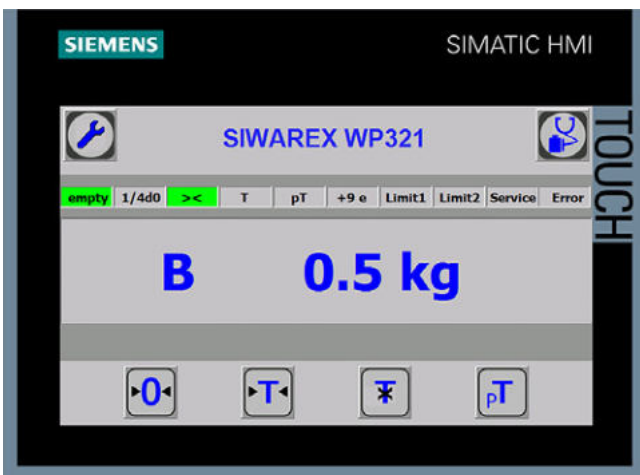 SIEMENS SIMATIC HMI
TOUCH
SIWAREX WP321
empty 1/4d0 >< T pT +9 e Limit1 Limit2 Service Error
B 0.5 kg
0 T T pT